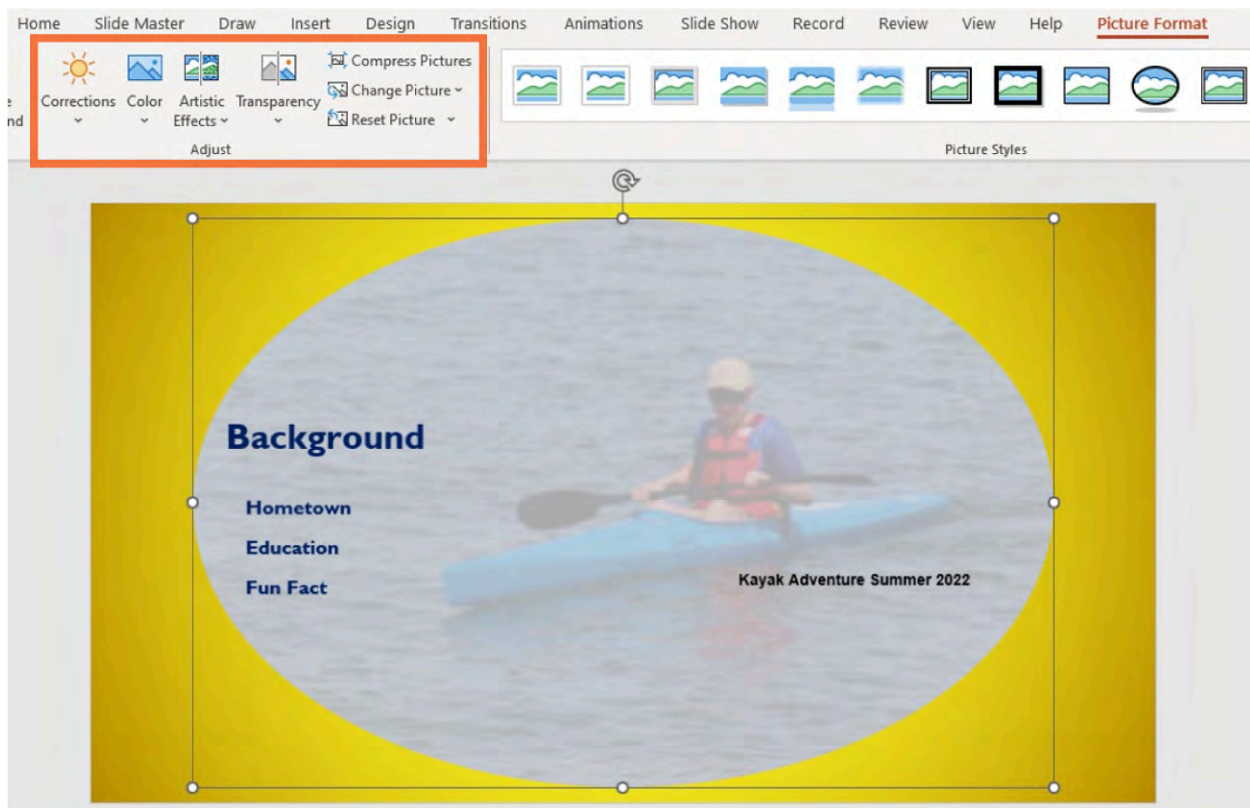 Home Slide Master Draw Insert Design Transitions Animations Slide Show Record Review View Help Picture Format
Corrections Color Artistic Effects Transparency
Compress Pictures
Change Picture
Reset Picture
Adjust
Picture Styles
Background
Hometown
Education
Fun Fact
Kayak Adventure Summer 2022